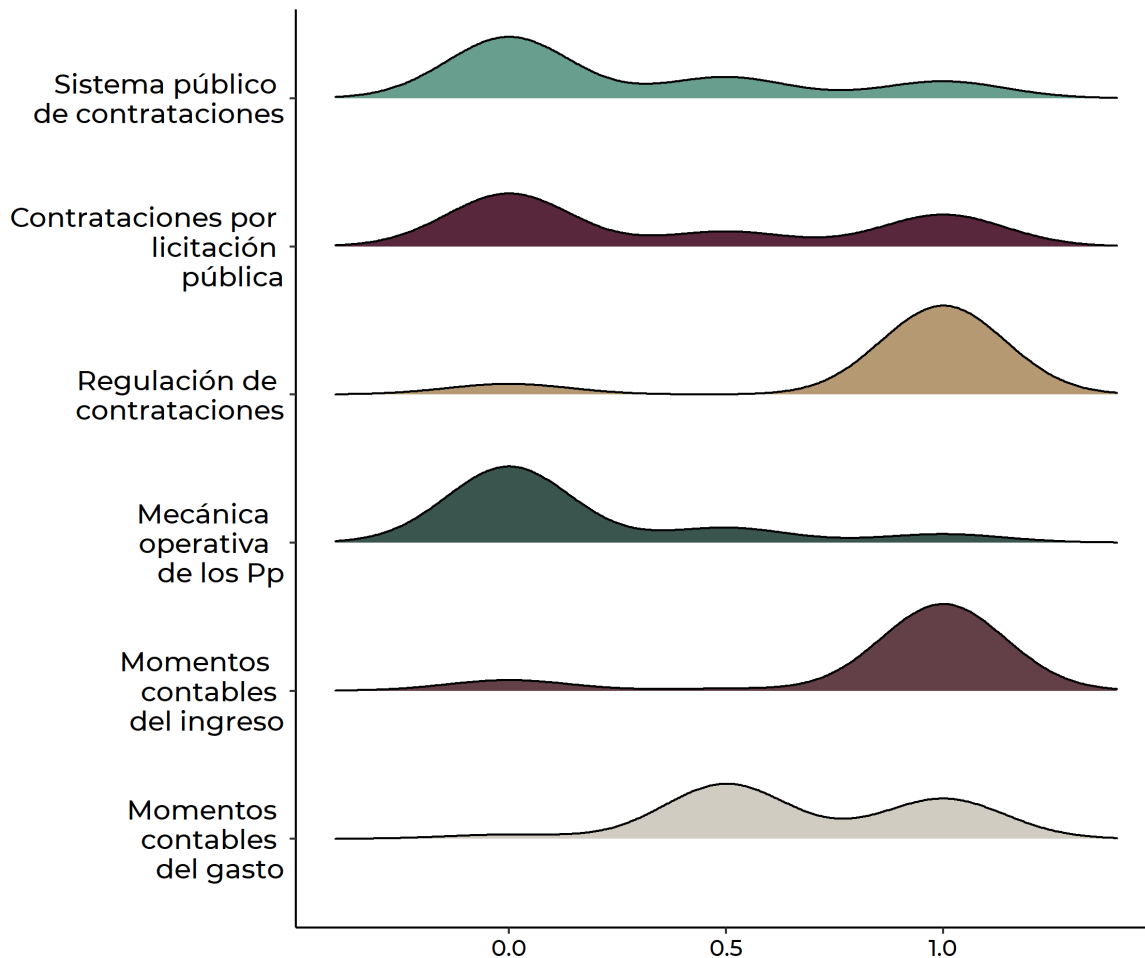 Sistema público
de contrataciones
Contrataciones por
licitación
pública
Regulación de
contrataciones
Mecánica
operativa
de los Pp
Momentos
contables
del ingreso
Momentos
contables
del gasto
0.0 0.5 1.0